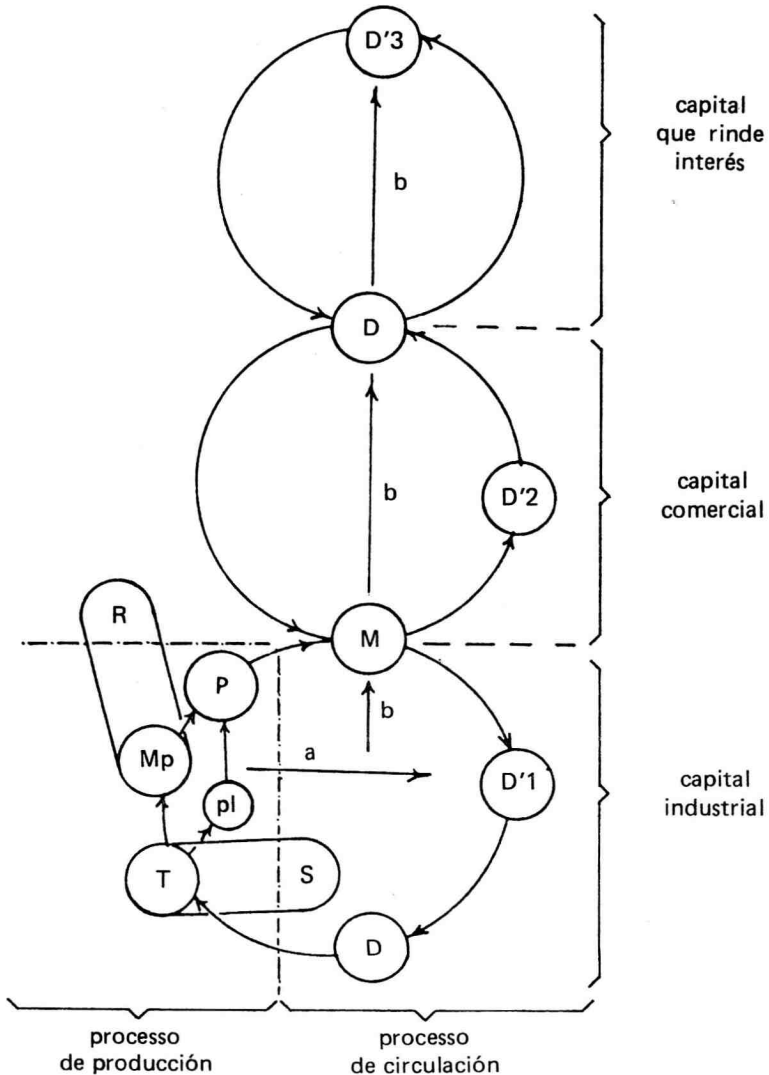 D'3
capital
que rinde
interés
b
D
b
D'2
capital
comercial
R
M
P
b
a
Mp
D'1
capital
industrial
pl
T
S
D
processo
de producción
processo
de circulación